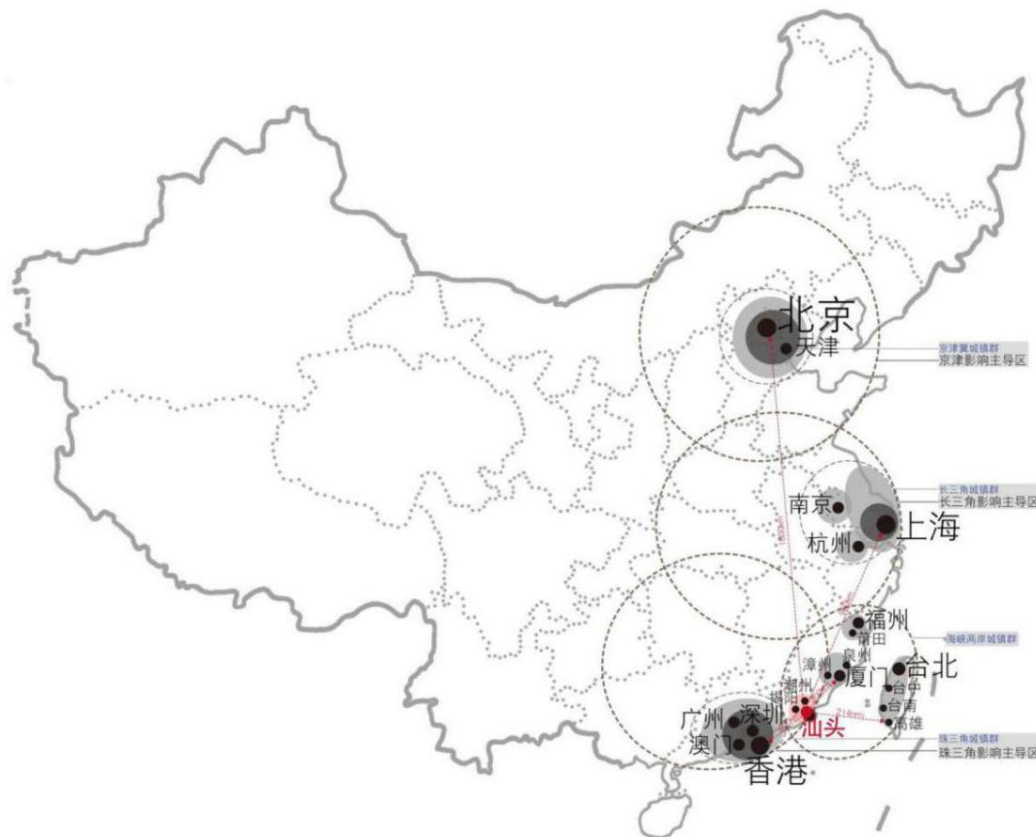 北京
天津
京津冀城镇群
京津影响主导区
长三角城镇群
长三角影响主导区
南京
上海
杭州
福州
莆田
海峡两岸城镇群
泉州
漳州
厦门
台北
台中
潮州
揭阳
台南
214km
高雄
汕头
广州
深圳
澳门
香港
珠三角城镇群
珠三角影响主导区